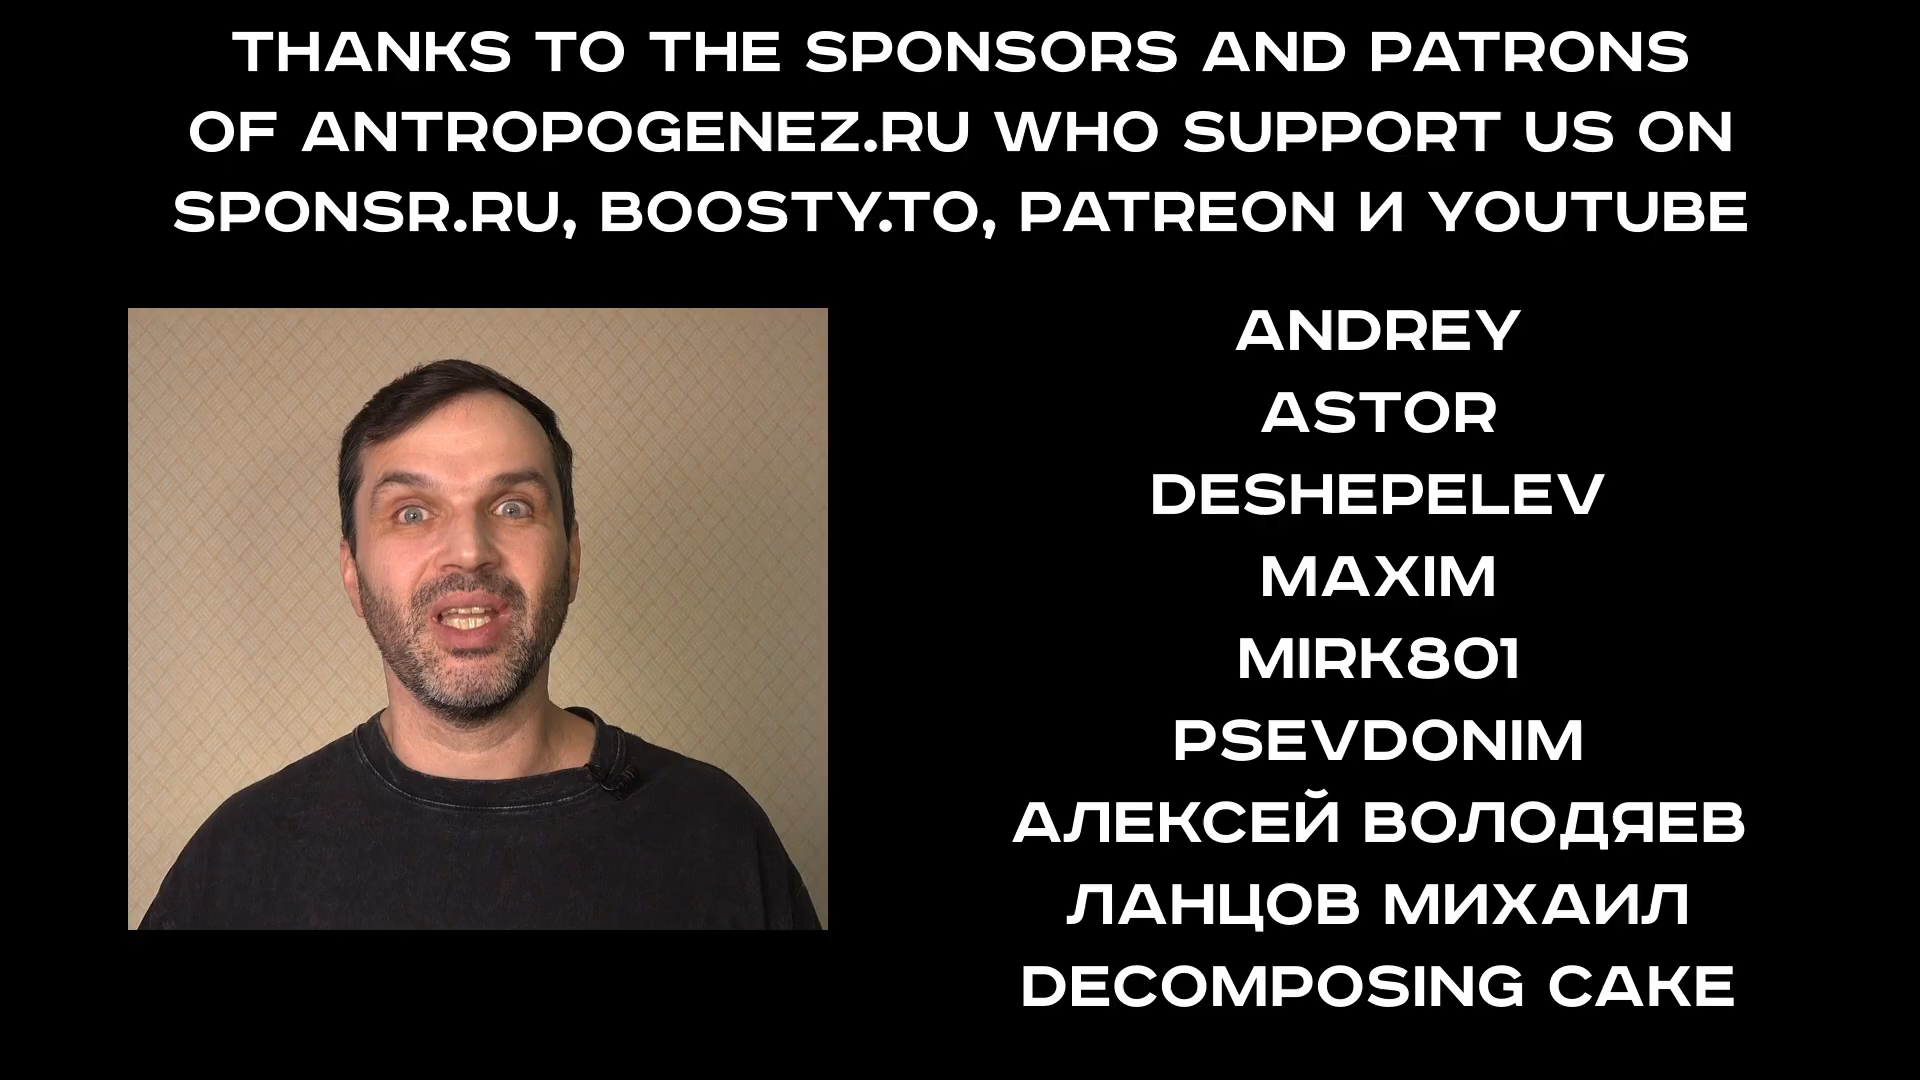 THANKS TO THE SPONSORS AND PATRONS
OF ANTROPOGENEZ.RU WHO SUPPORT US ON
SPONSR.RU, BOOSTY.TO, PATREON И YOUTUBE
ANDREY
ASTOR
DESHEPELEV
MAXIM
MIRK801
PSEVDONIM
АЛЕКСЕЙ ВОЛОДЯЕВ
ЛАНЦОВ МИХАИЛ
DECOMPOSING CAKE